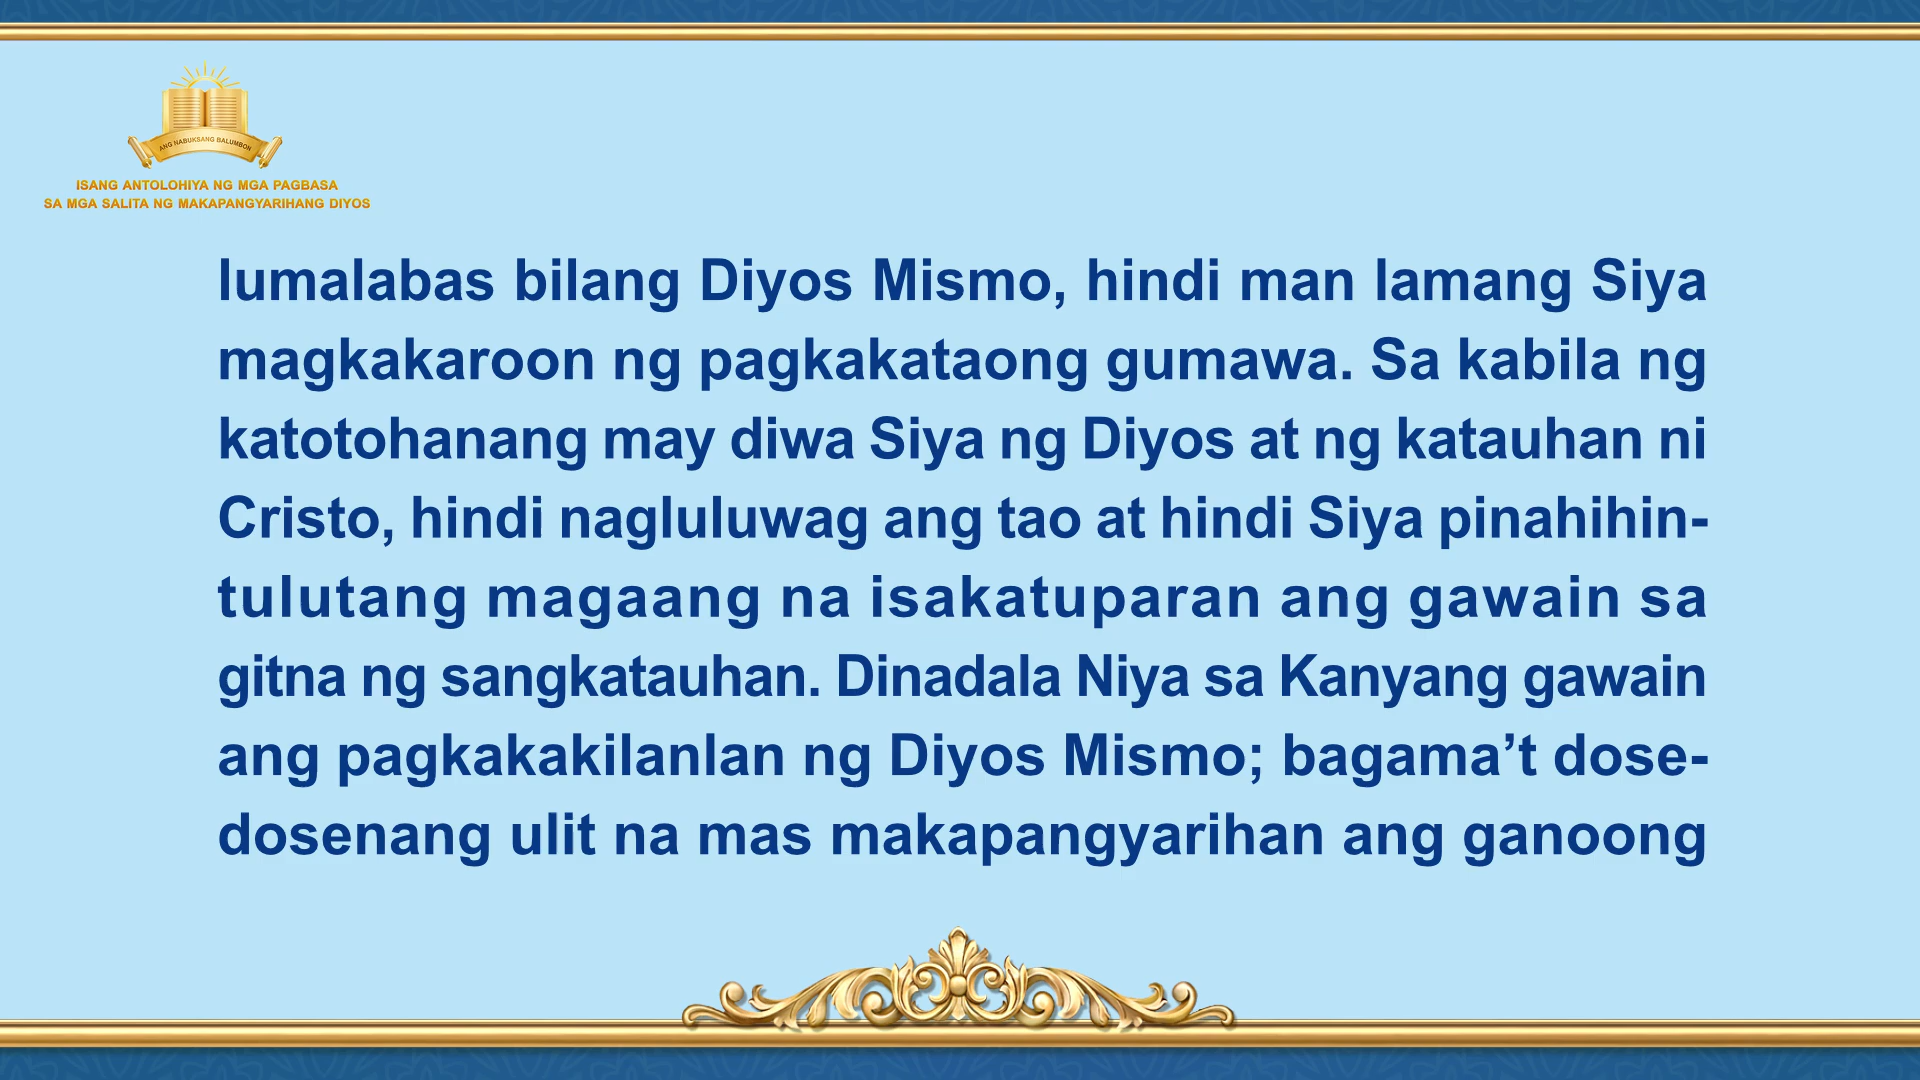 ANG NABUKSANG BALUMBON
ISANG ANTOLOHIYA NG MGA PAGBASA
SA MGA SALITA NG MAKAPANGYARIHANG DIYOS
lumalabas bilang Diyos Mismo, hindi man lamang Siya
magkakaroon ng pagkakataong gumawa. Sa kabila ng
katotohanang may diwa Siya ng Diyos at ng katauhan ni
Cristo, hindi nagluluwag ang tao at hindi Siya pinahihin-
tulutang magaang na isakatuparan ang gawain sa
gitna ng sangkatauhan. Dinadala Niya sa Kanyang gawain
ang pagkakakilanlan ng Diyos Mismo; bagama’t dose-
dosenang ulit na mas makapangyarihan ang ganoong